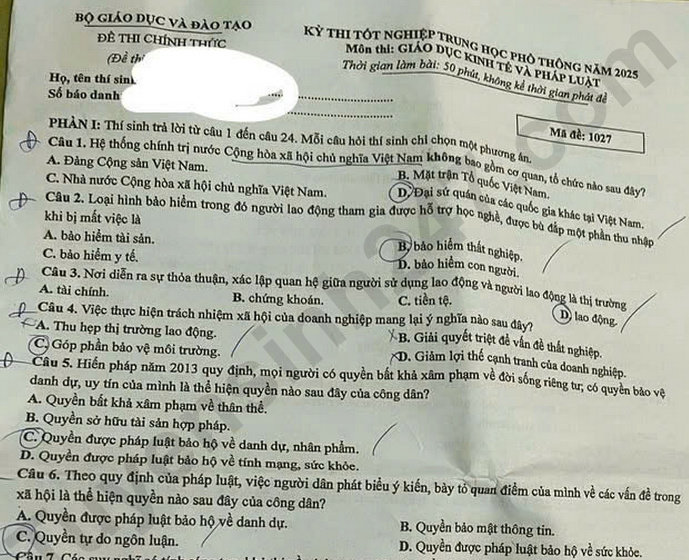 BỘ GIÁO DỤC VÀ ĐÀO TẠO
ĐỀ THI CHÍNH THỨC
(Đề thi
KỲ THI TỐT NGHIỆP TRUNG HỌC PHỔ THÔNG NĂM 2025
Môn thi: GIÁO DỤC KINH TẾ VÀ PHÁP LUẬT
Thời gian làm bài: 50 phút, không kể thời gian phát đề
Họ, tên thí sinh
Số báo danh
Mã đề: 1027
PHẦN I: Thí sinh trả lời từ câu 1 đến câu 24. Mỗi câu hỏi thí sinh chỉ chọn một phương án.
Câu 1. Hệ thống chính trị nước Cộng hòa xã hội chủ nghĩa Việt Nam không bao gồm cơ quan, tổ chức nào sau đây?
A. Đảng Cộng sản Việt Nam. B. Mặt trận Tổ quốc Việt Nam.
C. Nhà nước Cộng hòa xã hội chủ nghĩa Việt Nam. D. Đại sứ quán của các quốc gia khác tại Việt Nam.
Câu 2. Loại hình bảo hiểm trong đó người lao động tham gia được hỗ trợ học nghề, được bù đắp một phần thu nhập
khi bị mất việc là
A. bảo hiểm tài sản. B. bảo hiểm thất nghiệp.
C. bảo hiểm y tế. D. bảo hiểm con người.
Câu 3. Nơi diễn ra sự thỏa thuận, xác lập quan hệ giữa người sử dụng lao động và người lao động là thị trường
A. tài chính. B. chứng khoán. C. tiền tệ. D. lao động.
Câu 4. Việc thực hiện trách nhiệm xã hội của doanh nghiệp mang lại ý nghĩa nào sau đây?
A. Thu hẹp thị trường lao động. B. Giải quyết triệt để vấn đề thất nghiệp.
C. Góp phần bảo vệ môi trường. D. Giảm lợi thế cạnh tranh của doanh nghiệp.
Câu 5. Hiến pháp năm 2013 quy định, mọi người có quyền bất khả xâm phạm về đời sống riêng tư; có quyền bảo vệ
danh dự, uy tín của mình là thể hiện quyền nào sau đây của công dân?
A. Quyền bất khả xâm phạm về thân thể.
B. Quyền sở hữu tài sản hợp pháp.
C. Quyền được pháp luật bảo hộ về danh dự, nhân phẩm.
D. Quyền được pháp luật bảo hộ về tính mạng, sức khỏe.
Câu 6. Theo quy định của pháp luật, việc người dân phát biểu ý kiến, bày tỏ quan điểm của mình về các vấn đề trong
xã hội là thể hiện quyền nào sau đây của công dân?
A. Quyền được pháp luật bảo hộ về danh dự. B. Quyền bảo mật thông tin.
C. Quyền tự do ngôn luận. D. Quyền được pháp luật bảo hộ về sức khỏe.
Câu 7. Các